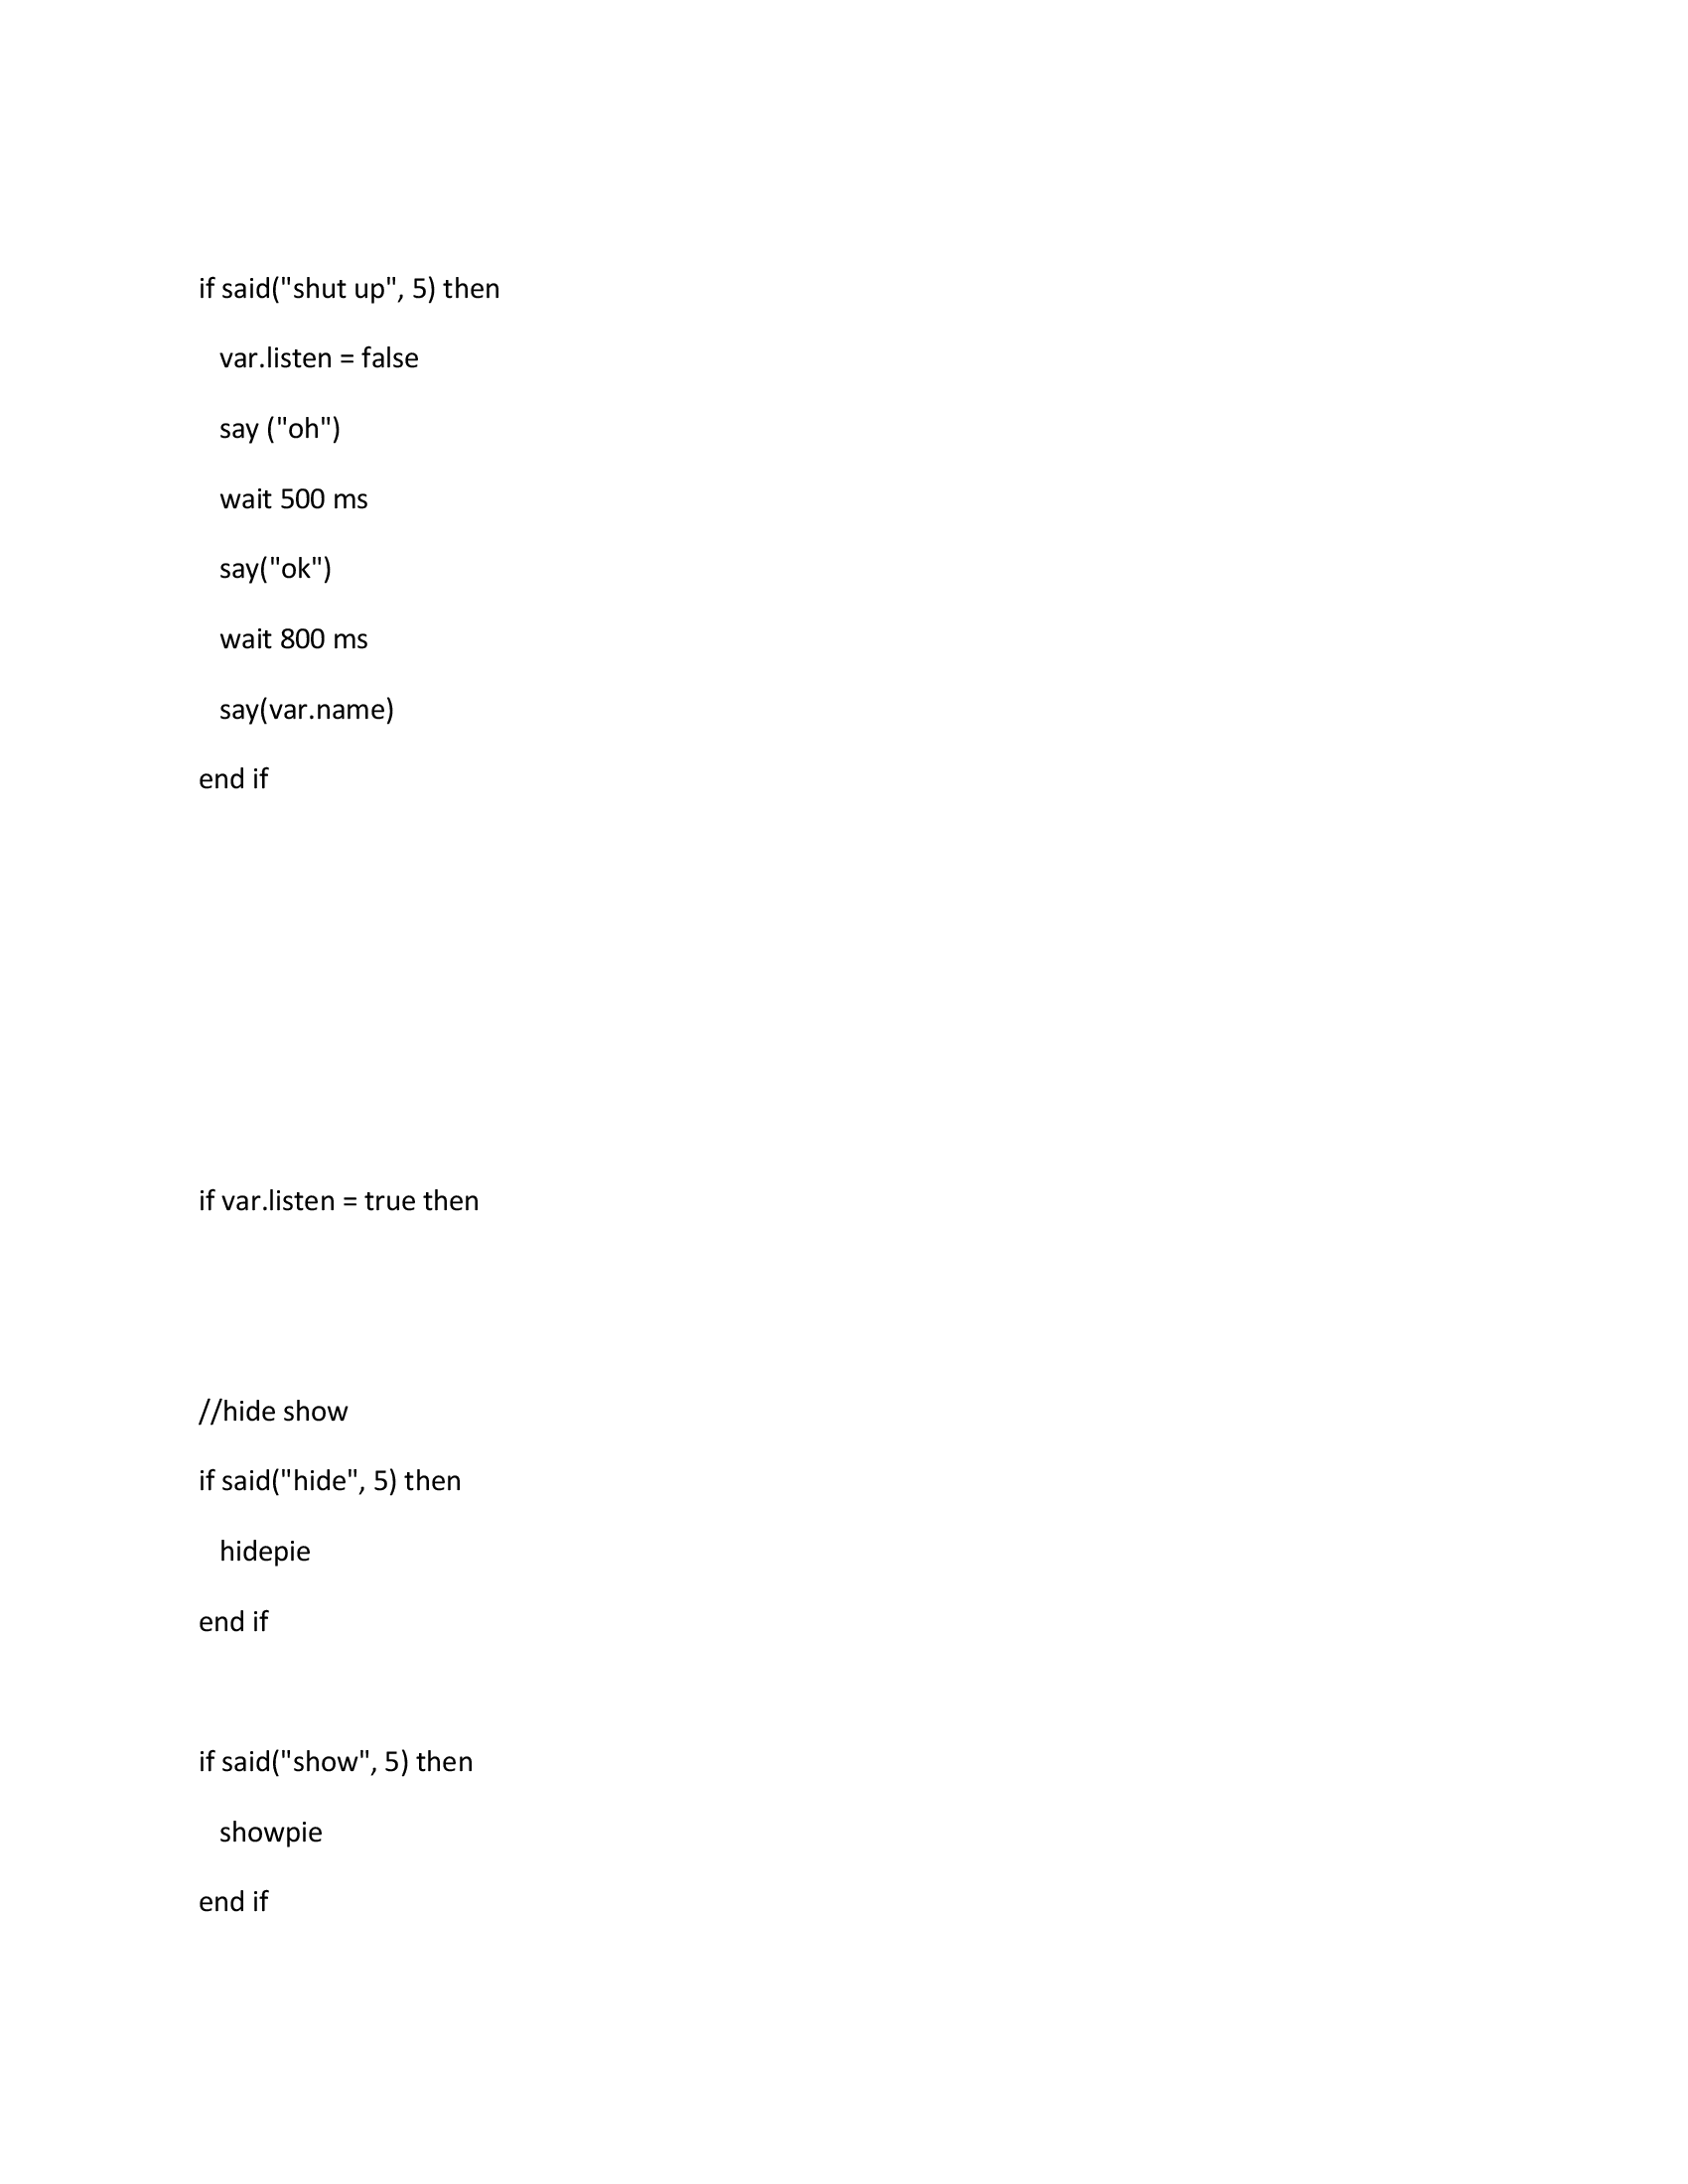 if said("shut up", 5) then
var.listen = false
say ("oh")
wait 500 ms
say("ok")
wait 800 ms
say(var.name)
end if
if var.listen = true then
//hide show
if said("hide", 5) then
hidepie
end if
if said("show", 5) then
showpie
end if